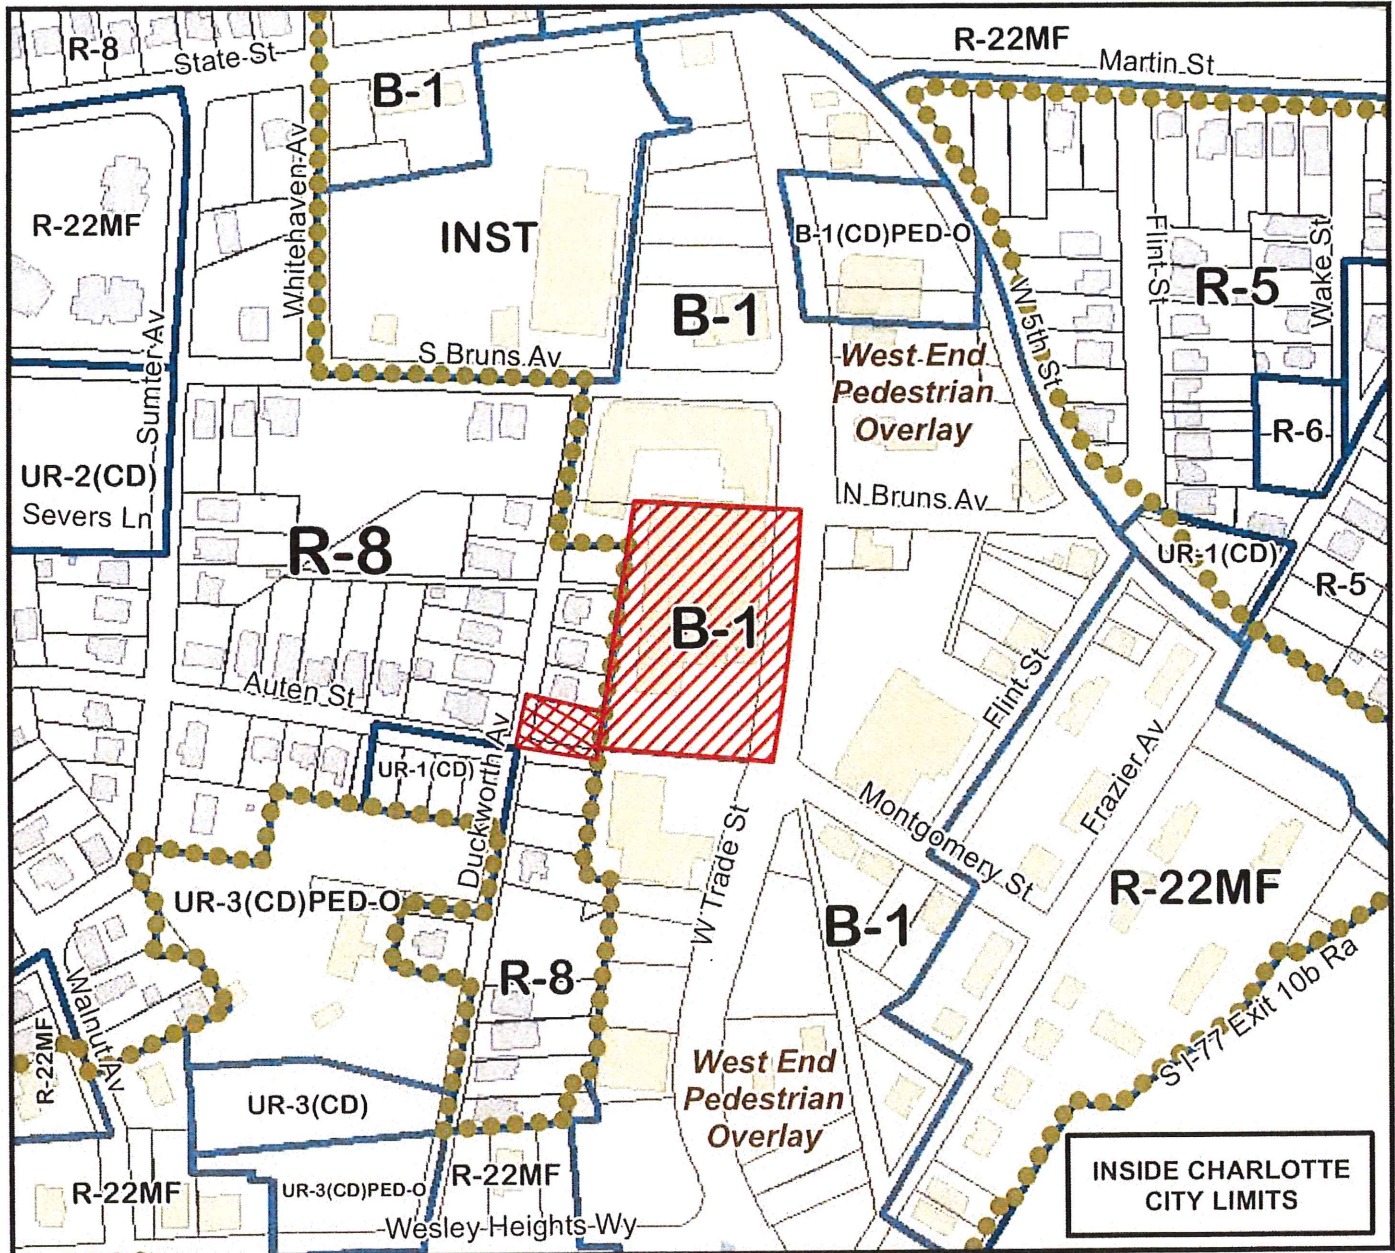 R-8
State St
R-22MF
Martin St
B-1
Whitehaven Av
R-22MF
INST
B-1(CD)PED-O
Flint St
R-5
Wake St
B-1
W 5th St
S Bruns Av
West End
Pedestrian
Overlay
Sumter Av
R-6
UR-2(CD)
Severs Ln
N Bruns Av
R-8
UR-1(CD)
R-5
B-1
Auten St
Flint St
UR-1(CD)
Duckworth Av
Frazier Av
Montgomery St
W Trade St
UR-3(CD)PED-O
R-22MF
B-1
R-8
Walnut Av
R-22MF
S I-77 Exit 10b Ra
West End
Pedestrian
Overlay
UR-3(CD)
R-22MF
UR-3(CD)PED-O
R-22MF
Wesley Heights Wy
INSIDE CHARLOTTE
CITY LIMITS